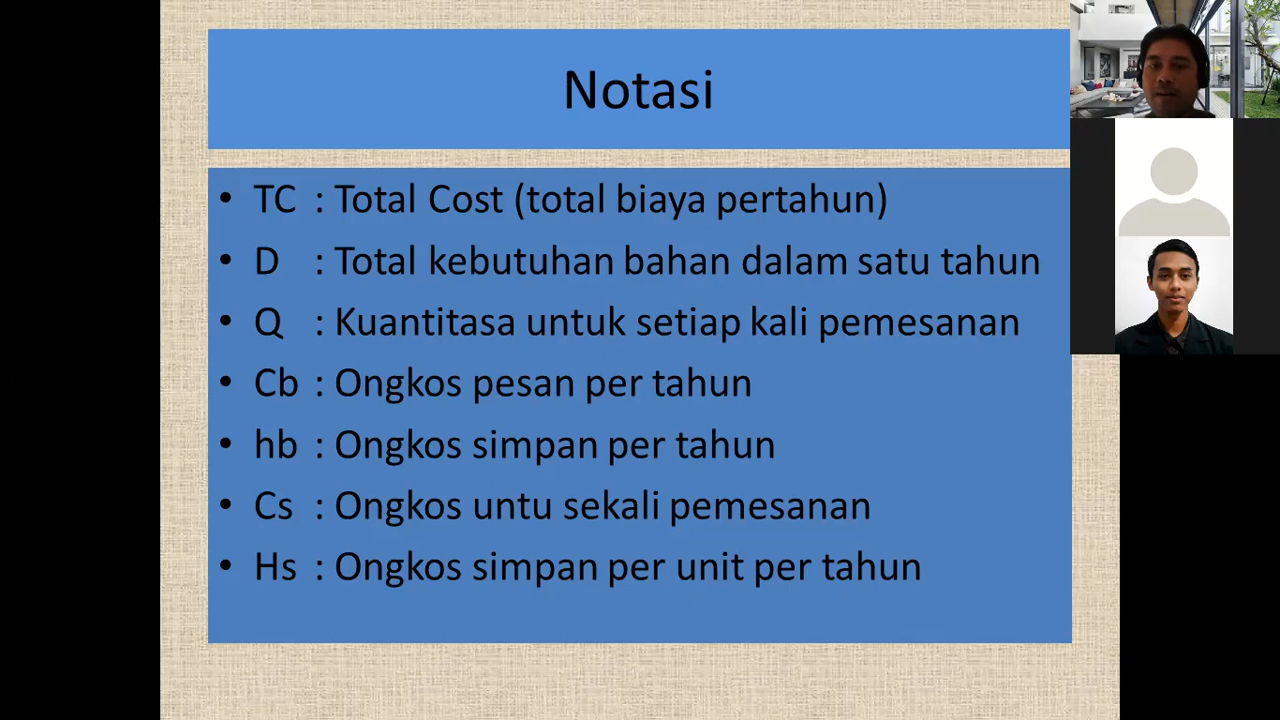 Notasi
• TC : Total Cost (total biaya pertahun)
• D : Total kebutuhan bahan dalam satu tahun
• Q : Kuantitasa untuk setiap kali pemesanan
• Cb : Ongkos pesan per tahun
• hb : Ongkos simpan per tahun
• Cs : Ongkos untu sekali pemesanan
• Hs : Ongkos simpan per unit per tahun